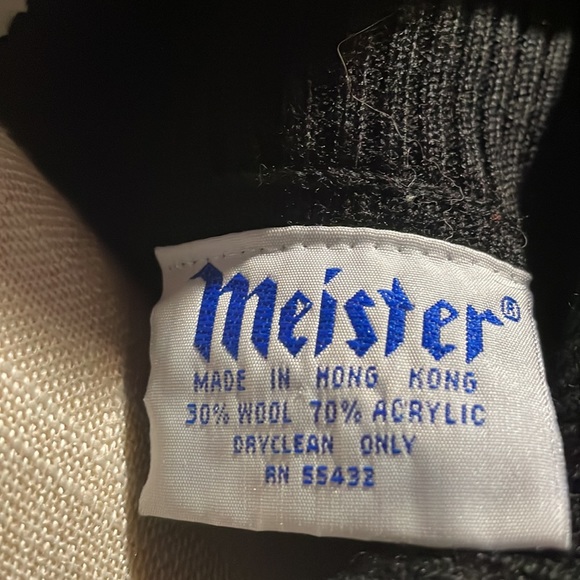 Meister®
MADE IN HONG KONG
30% WOOL 70% ACRYLIC
DRYCLEAN ONLY
RN 55432